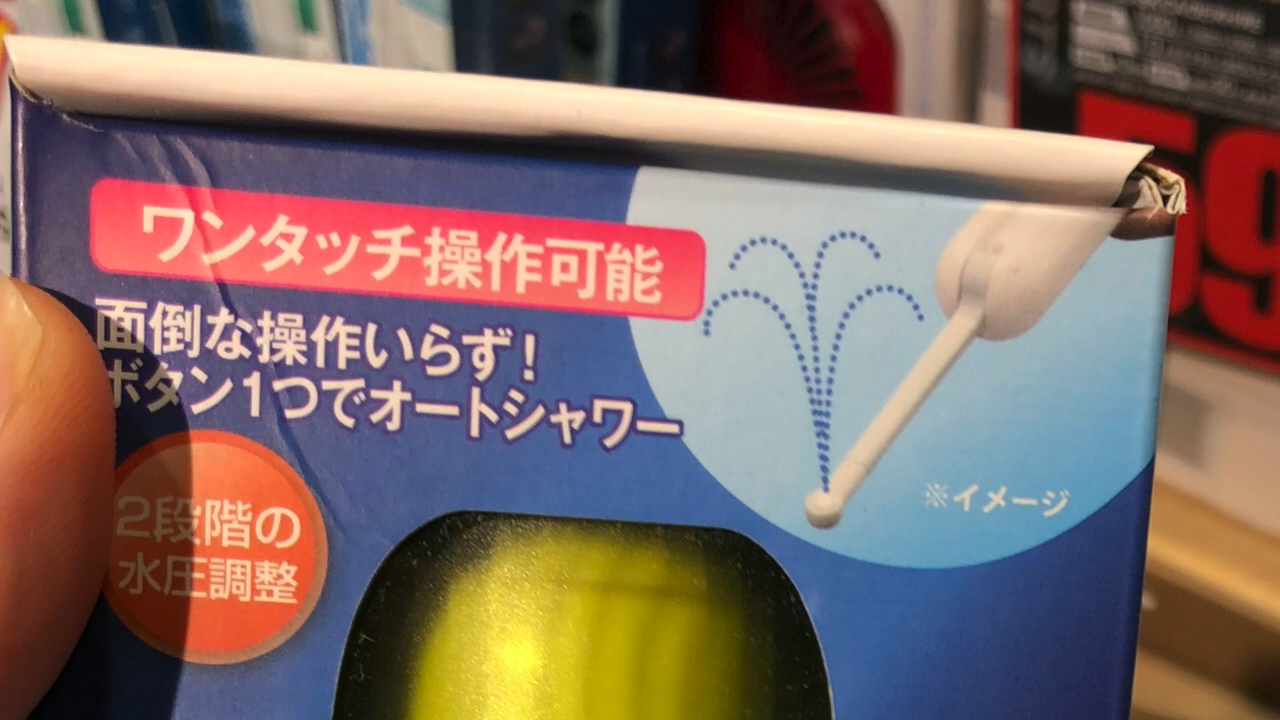 ワンタッチ操作可能
面倒な操作いらず!
ボタン1つでオートシャワー
2段階の
水圧調整
※イメージ
59